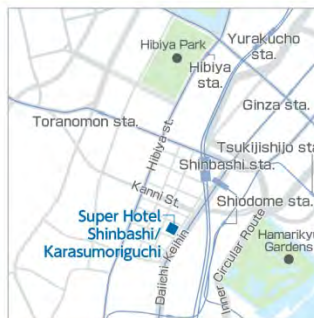 Hibiya Park
Yurakucho
sta.
Hibiya
sta.
Ginza sta.
Toranomon sta.
Hibiya st.
Tsukijishijo sta
Shinbashi sta.
Kanni St.
Shiodome sta.
Super Hotel
Shinbashi/
Karasumoriguchi
Hamarikyu
Gardens
Daiichi Keihin
Inner Circular Route